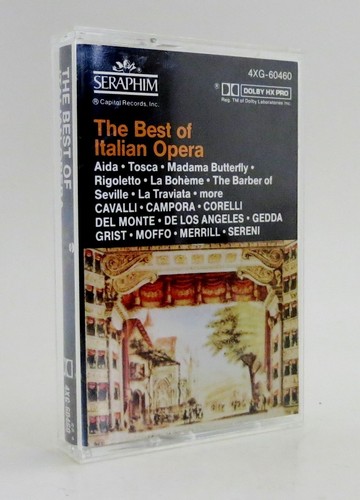 SERAPHIM
® Capitol Records, Inc.
4XG-60460
® DOLBY HX PRO
Reg. TM of Dolby Laboratories Inc.
The Best of
Italian Opera
Aida • Tosca • Madama Butterfly •
Rigoletto • La Bohème • The Barber of
Seville • La Traviata • more
CAVALLI • CAMPORA • CORELLI
DEL MONTE • DE LOS ANGELES • GEDDA
GRIST • MOFFO • MERRILL • SERENI
THE BEST OF
4XG-60460